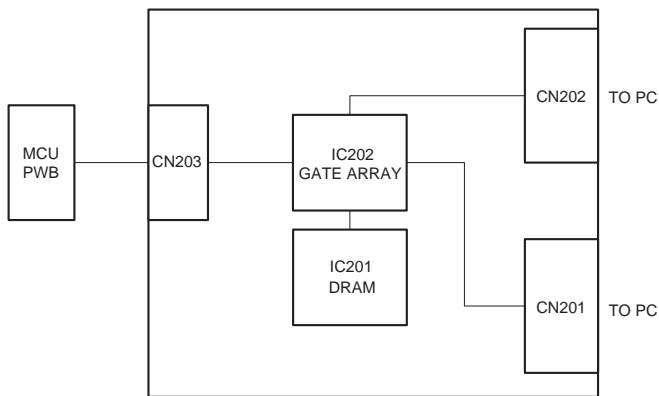 CN202
TO PC
MCU
PWB
CN203
IC202
GATE ARRAY
IC201
DRAM
CN201
TO PC